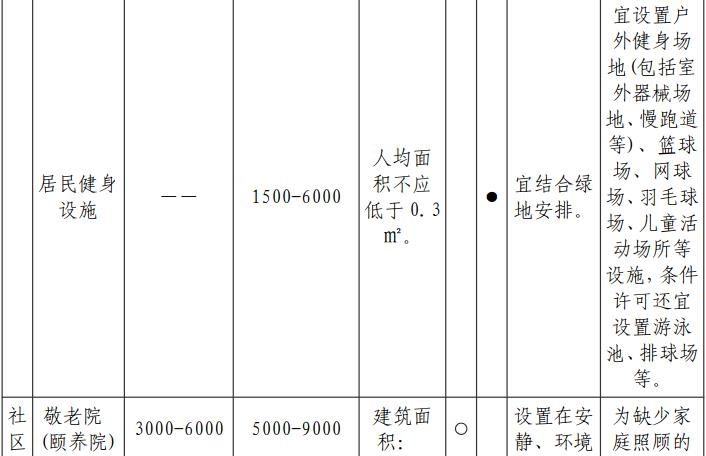 居民健身
设施
——
1500-6000
人均面
积不应
低于 0.3
㎡。
●
宜结合绿
地安排。
宜设置户
外健身场
地(包括室
外器械场
地、慢跑道
等)、篮球
场、网球
场、羽毛球
场、儿童活
动场所等
设施,条件
许可还宜
设置游泳
池、排球场
等。
社
区
敬老院
(颐养院)
3000-6000
5000-9000
建筑面
积:
○
设置在安
静、环境
为缺少家
庭照顾的